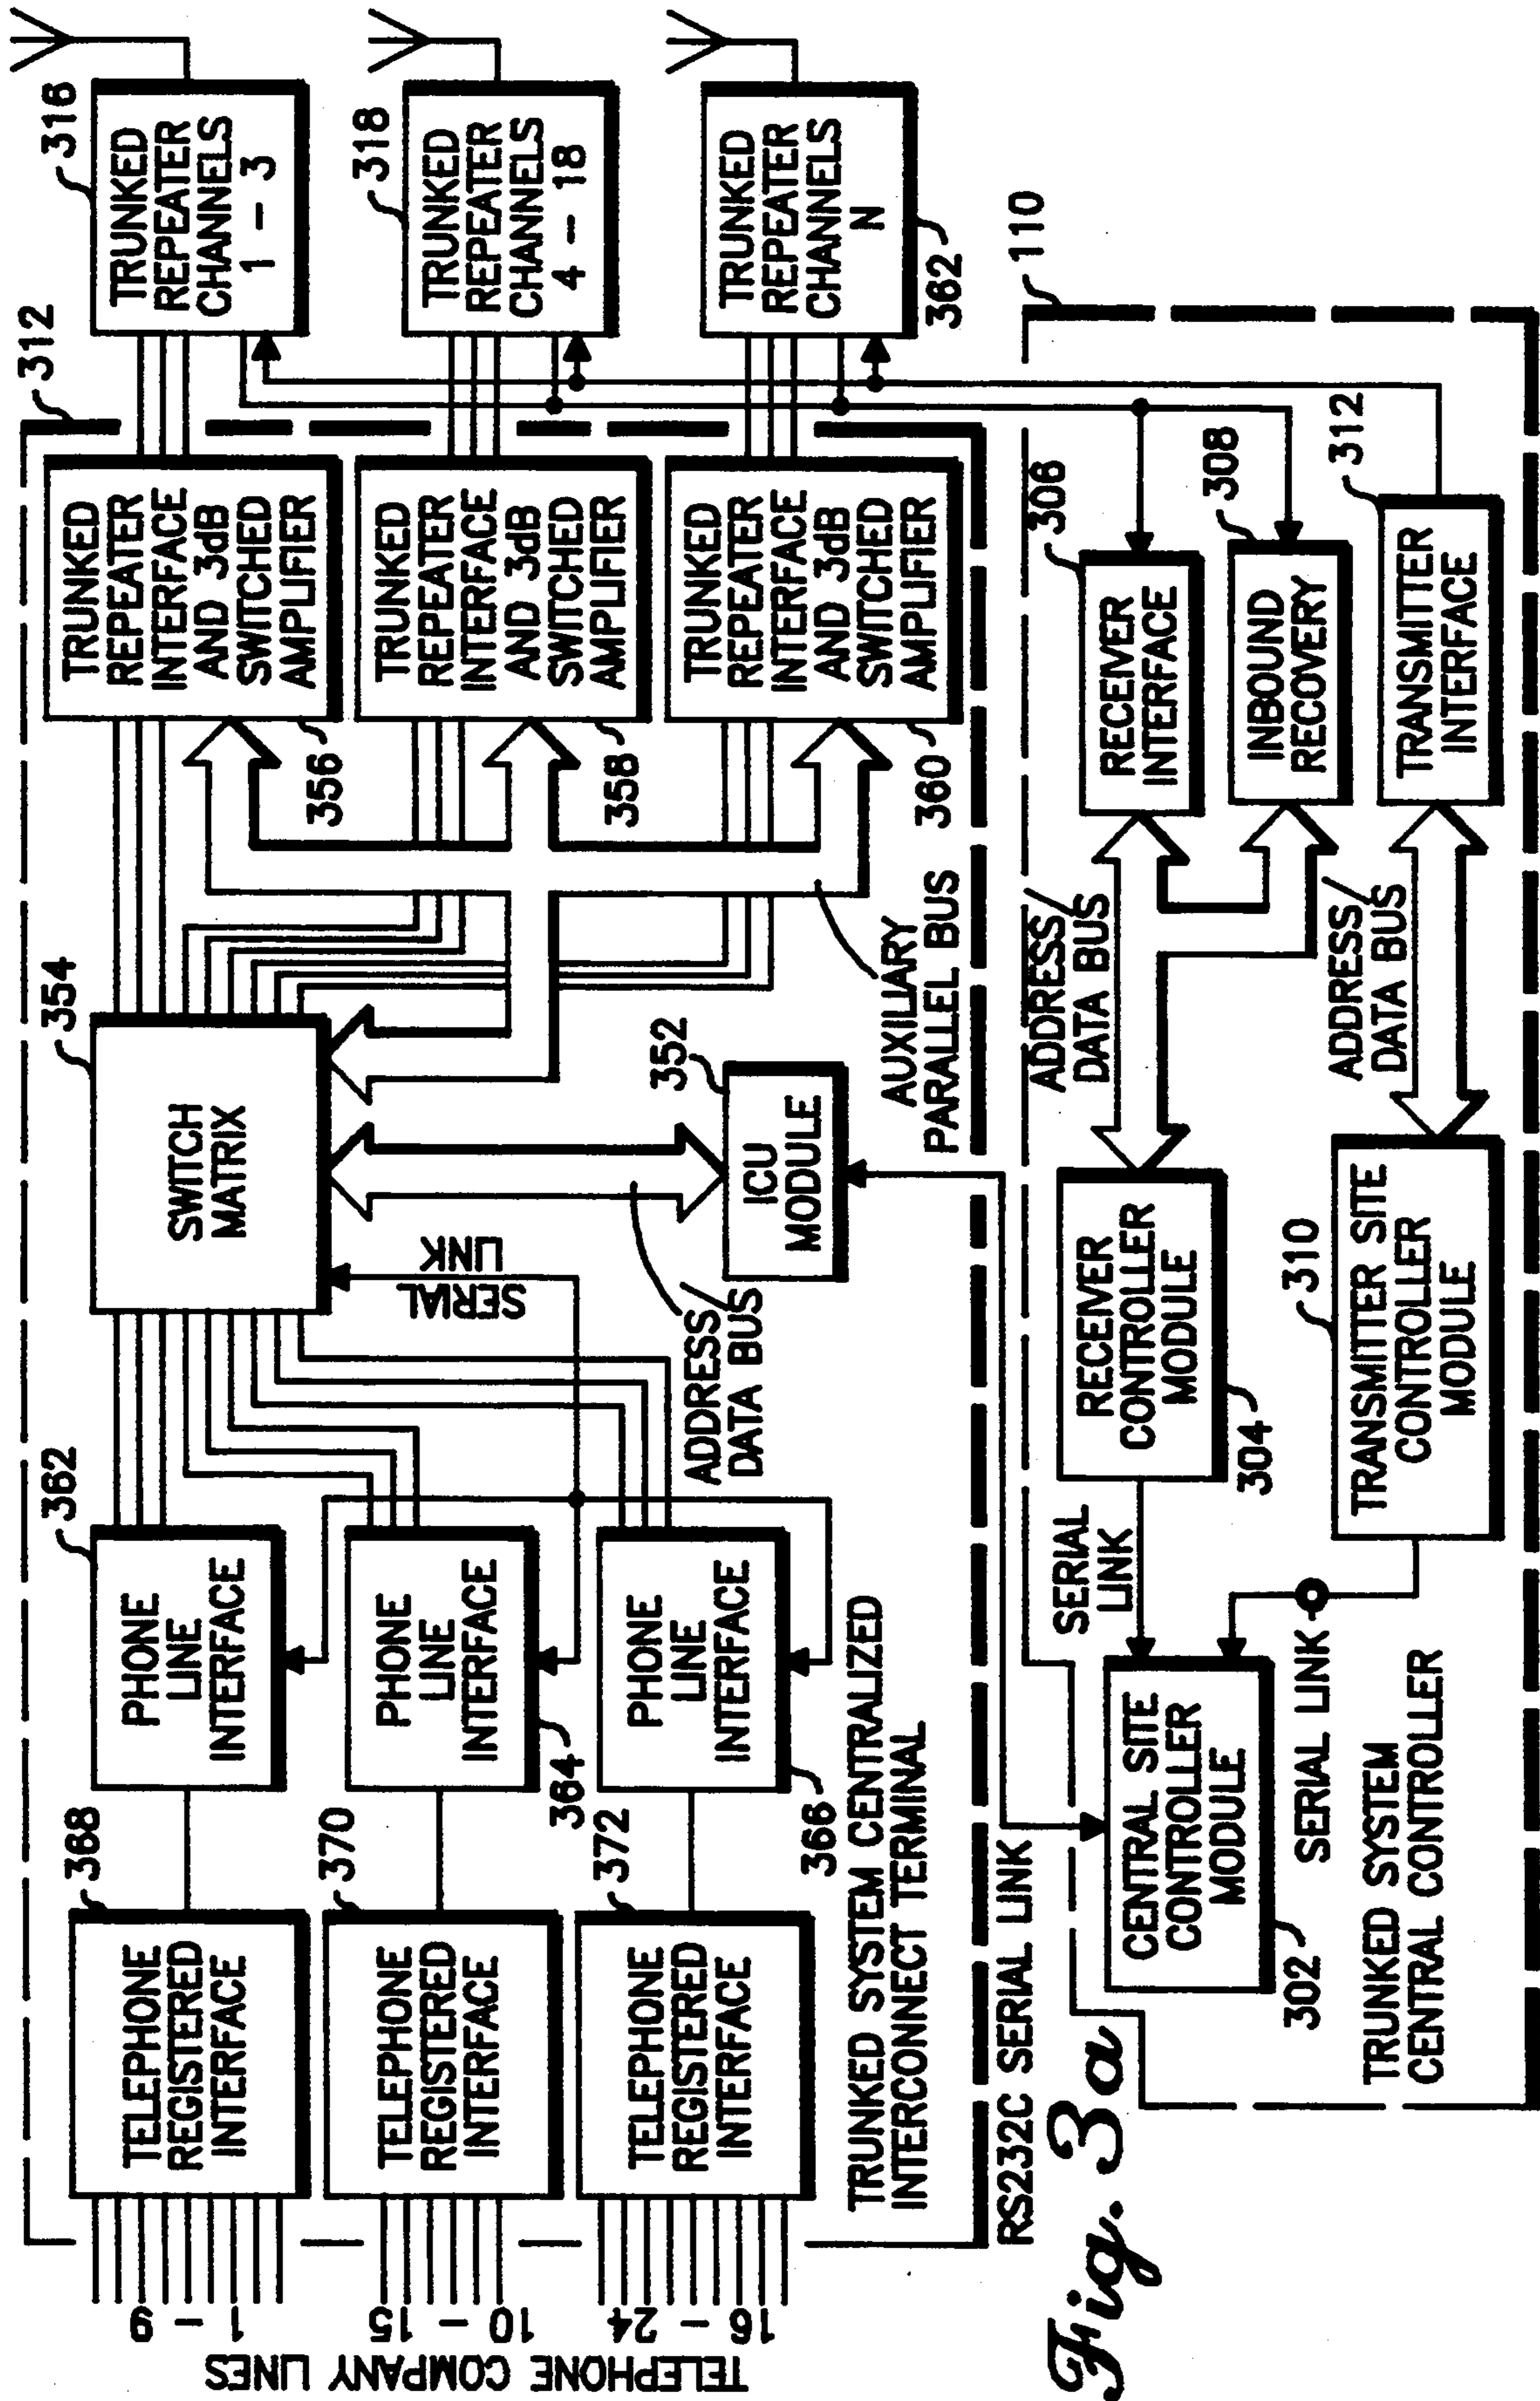 312
TELEPHONE COMPANY LINES
1 - 9
10 - 15
16 - 24
368
TELEPHONE
REGISTERED
INTERFACE
370
TELEPHONE
REGISTERED
INTERFACE
372
TELEPHONE
REGISTERED
INTERFACE
362
PHONE
LINE
INTERFACE
PHONE
LINE
INTERFACE
364
PHONE
LINE
INTERFACE
366
SERIAL
LINK
354
SWITCH
MATRIX
ADDRESS/
DATA BUS
352
ICU
MODULE
AUXILIARY
PARALLEL BUS
TRUNKED
REPEATER
INTERFACE
AND 3dB
SWITCHED
AMPLIFIER
356
TRUNKED
REPEATER
INTERFACE
AND 3dB
SWITCHED
AMPLIFIER
358
TRUNKED
REPEATER
INTERFACE
AND 3dB
SWITCHED
AMPLIFIER
360
316
TRUNKED
REPEATER
CHANNELS
1 - 3
318
TRUNKED
REPEATER
CHANNELS
4 - 18
TRUNKED
REPEATER
CHANNELS
N
362
TRUNKED SYSTEM CENTRALIZED
INTERCONNECT TERMINAL
RS232C SERIAL LINK
110
CENTRAL SITE
CONTROLLER
MODULE
302
SERIAL
LINK
SERIAL LINK
RECEIVER
CONTROLLER
MODULE
304
310
TRANSMITTER SITE
CONTROLLER
MODULE
ADDRESS/
DATA BUS
ADDRESS/
DATA BUS
306
RECEIVER
INTERFACE
308
INBOUND
RECOVERY
312
TRANSMITTER
INTERFACE
TRUNKED SYSTEM
CENTRAL CONTROLLER
Fig. 3a